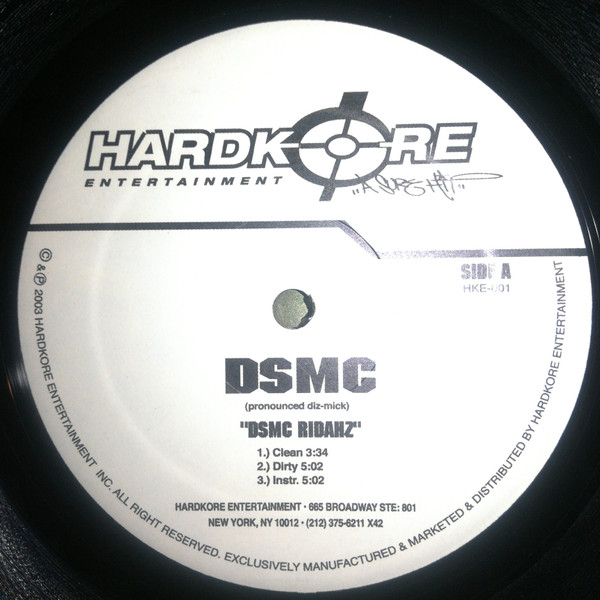 HARDKORE
ENTERTAINMENT
"A SURE HIT"
SIDE A
HKE-001
DSMC
(pronounced diz-mick)
"DSMC RIDAHZ"
1.) Clean 3:34
2.) Dirty 5:02
3.) Instr. 5:02
HARDKORE ENTERTAINMENT • 665 BROADWAY STE: 801
NEW YORK, NY 10012 • (212) 375-6211 X42
© & ℗ 2003 HARDKORE ENTERTAINMENT INC. ALL RIGHT RESERVED. EXCLUSIVELY MANUFACTURED & MARKETED & DISTRIBUTED BY HARDKORE ENTERTAINMENT